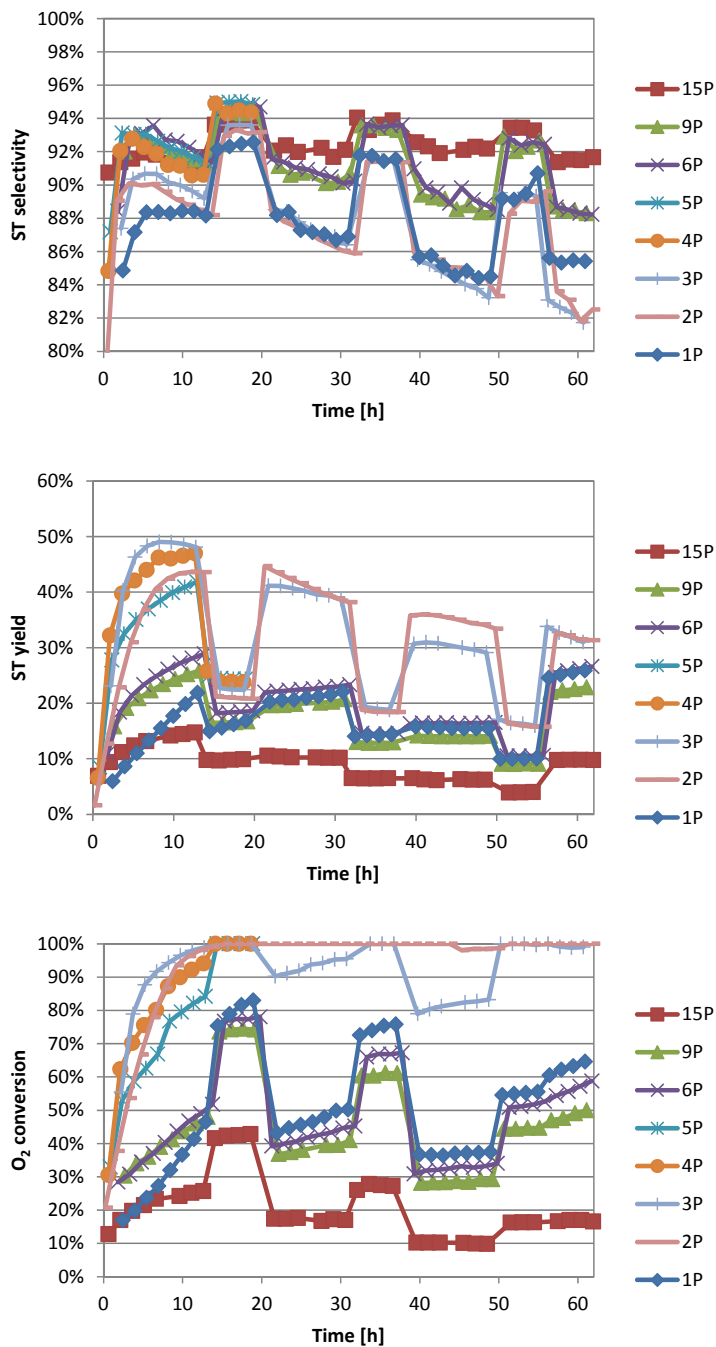 100%
98%
96%
94%
92%
90%
88%
86%
84%
82%
80%
ST selectivity
0 10 20 30 40 50 60
Time [h]
15P
9P
6P
5P
4P
3P
2P
1P
60%
50%
40%
30%
20%
10%
0%
ST yield
0 10 20 30 40 50 60
Time [h]
15P
9P
6P
5P
4P
3P
2P
1P
100%
90%
80%
70%
60%
50%
40%
30%
20%
10%
0%
O2 conversion
0 10 20 30 40 50 60
Time [h]
15P
9P
6P
5P
4P
3P
2P
1P